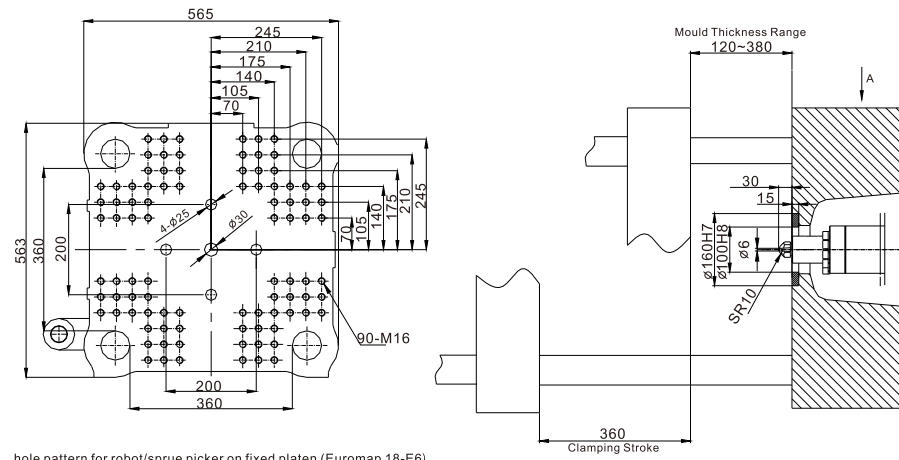 565
245
210
175
140
105
70
4-Ø25
Ø30
70
105
140
175
210
245
563
360
200
90-M16
200
360
hole pattern for robot/sprue picker on fixed platen (Euromap 18-E6)
Mould Thickness Range
120~380
A
30
15
Ø160H7
Ø100H8
Ø6
SR10
360
Clamping Stroke